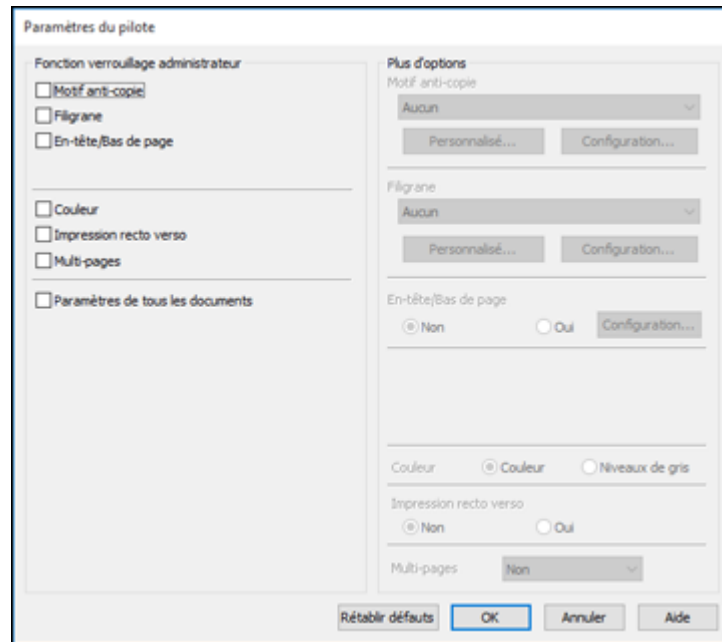 Paramètres du pilote
Fonction verrouillage administrateur
Motif anti-copie
Filigrane
En-tête/Bas de page
Couleur
Impression recto verso
Multi-pages
Paramètres de tous les documents
Plus d'options
Motif anti-copie
Aucun
Personnalisé... Configuration...
Filigrane
Aucun
Personnalisé... Configuration...
En-tête/Bas de page
Non Oui Configuration...
Couleur Couleur Niveaux de gris
Impression recto verso
Non Oui
Multi-pages Non
Rétablir défauts OK Annuler Aide